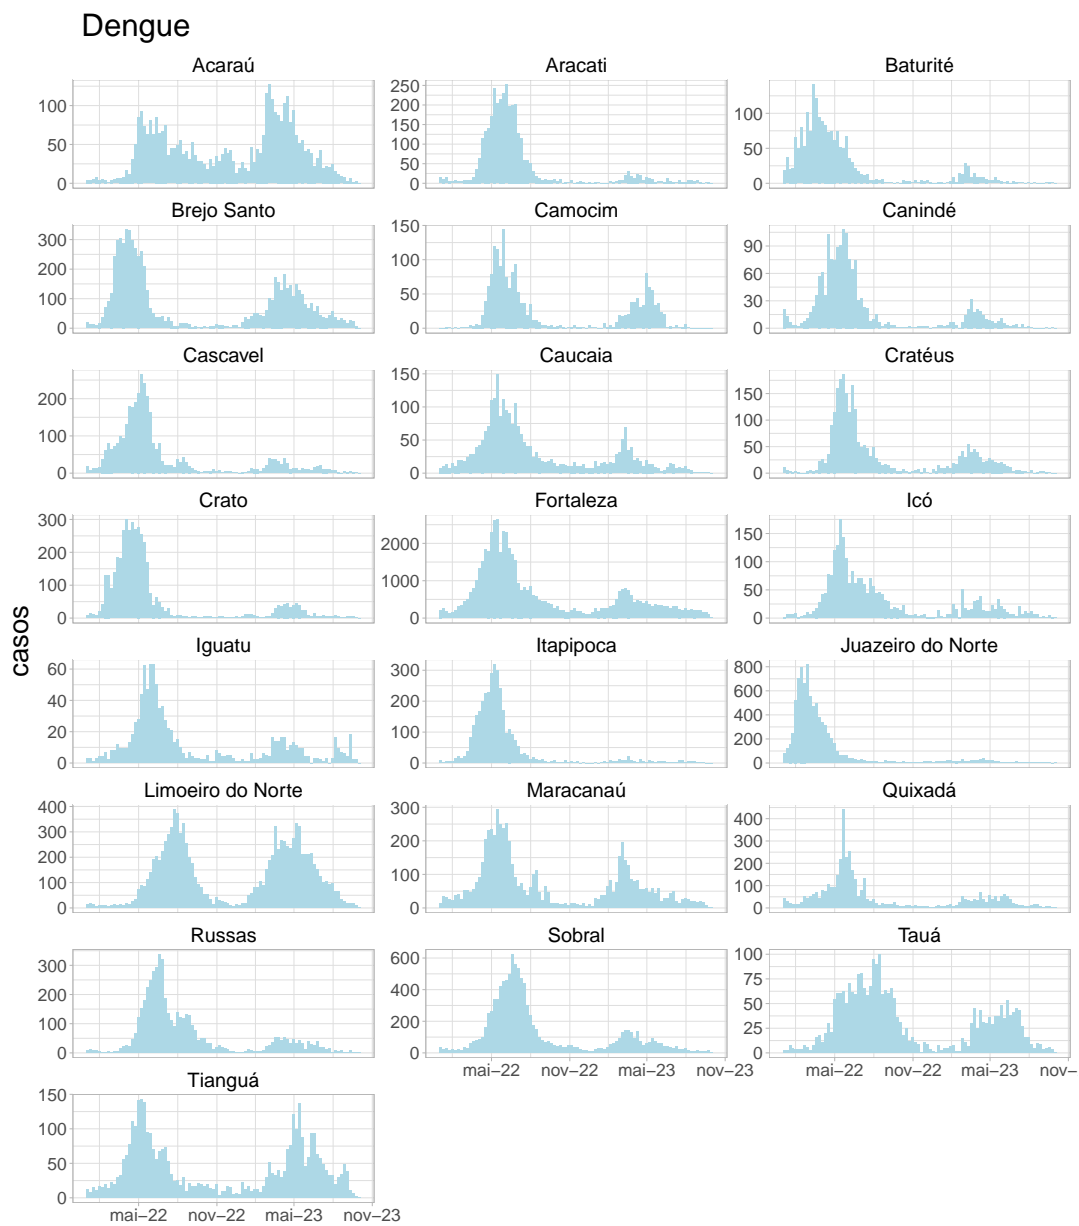 Dengue
Acaraú Aracati Baturité
100 50 0
250 200 150 100 50 0
100 50 0
Brejo Santo Camocim Canindé
300 200 100 0
150 100 50 0
90 60 30 0
Cascavel Caucaia Cratéus
200 100 0
150 100 50 0
150 100 50 0
Crato Fortaleza Icó
300 200 100 0
2000 1000 0
150 100 50 0
casos
Iguatu Itapipoca Juazeiro do Norte
60 40 20 0
300 200 100 0
800 600 400 200 0
Limoeiro do Norte Maracanaú Quixadá
400 300 200 100 0
300 200 100 0
400 300 200 100 0
Russas Sobral Tauá
300 200 100 0
600 400 200 0
100 75 50 25 0
mai–22 nov–22 mai–23 nov–23 mai–22 nov–22 mai–23 nov–
Tianguá
150 100 50 0
mai–22 nov–22 mai–23 nov–23